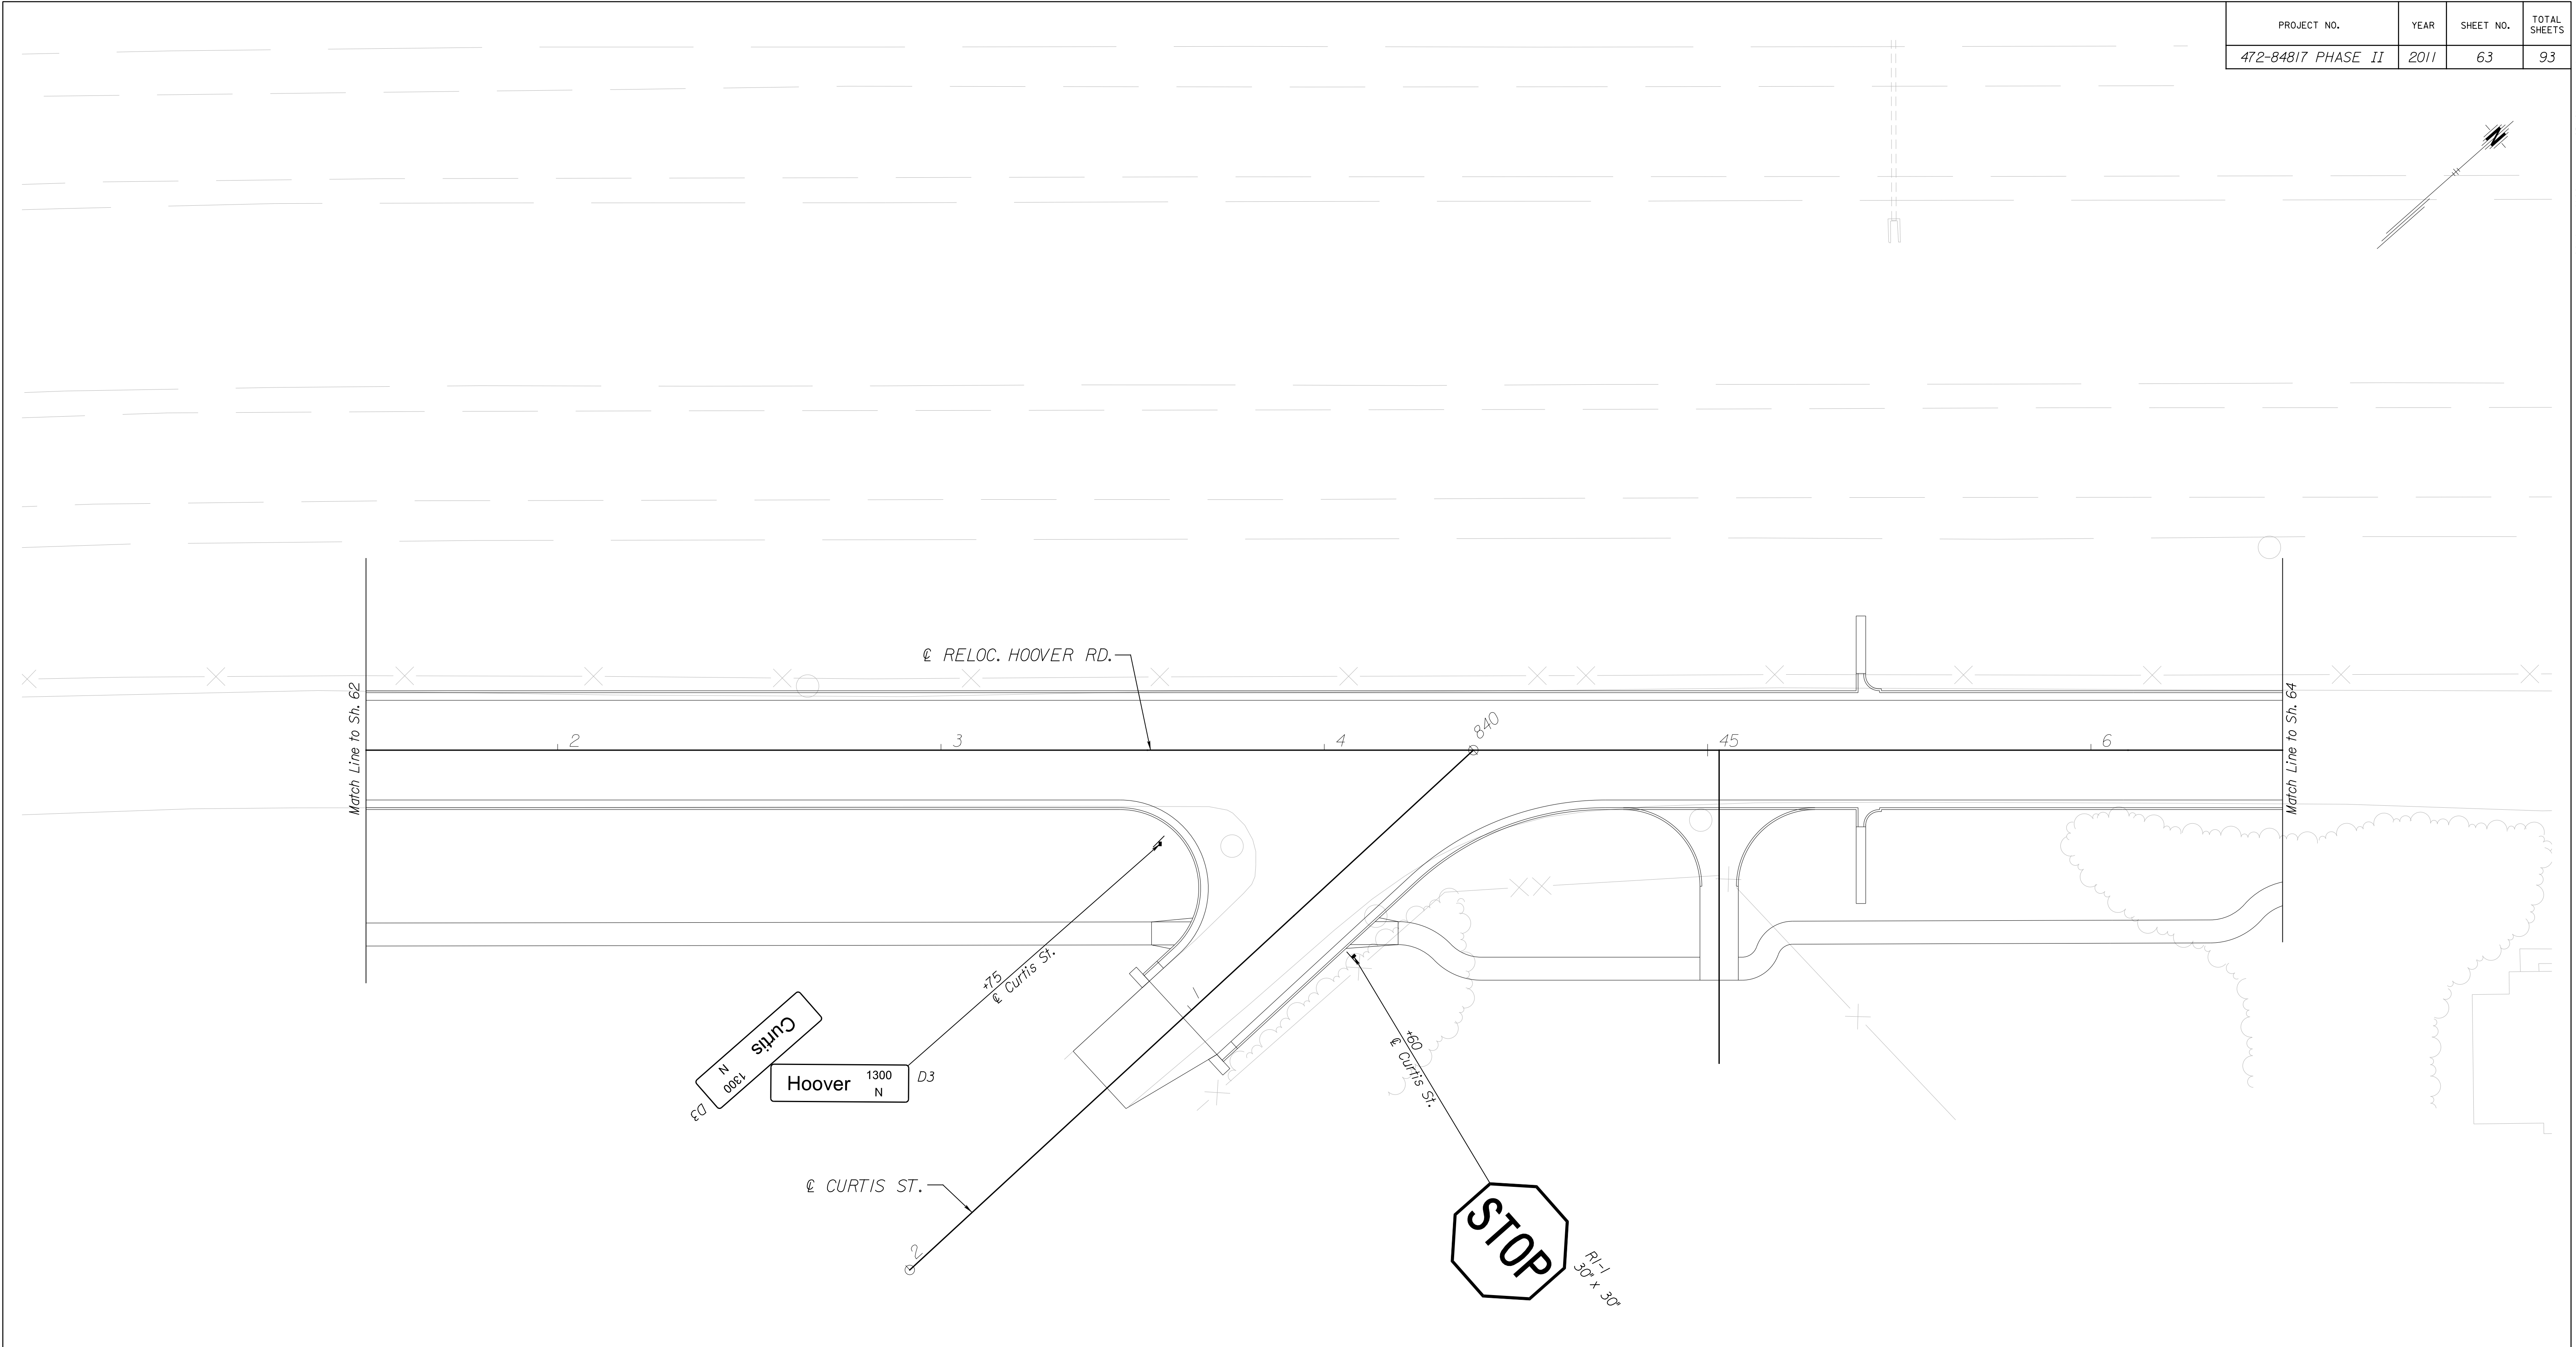 PROJECT NO.
YEAR
SHEET NO.
TOTAL
SHEETS
472-84817 PHASE II
2011
63
93
N
℄ RELOC. HOOVER RD.
Match Line to Sh. 62
Match Line to Sh. 64
2
3
4
840
45
6
+75
℄ Curtis St.
1
Curtis 1300
N
D3
Hoover 1300
N
D3
+60
℄ Curtis St.
℄ CURTIS ST.
2
STOP
R1-1
30" x 30"